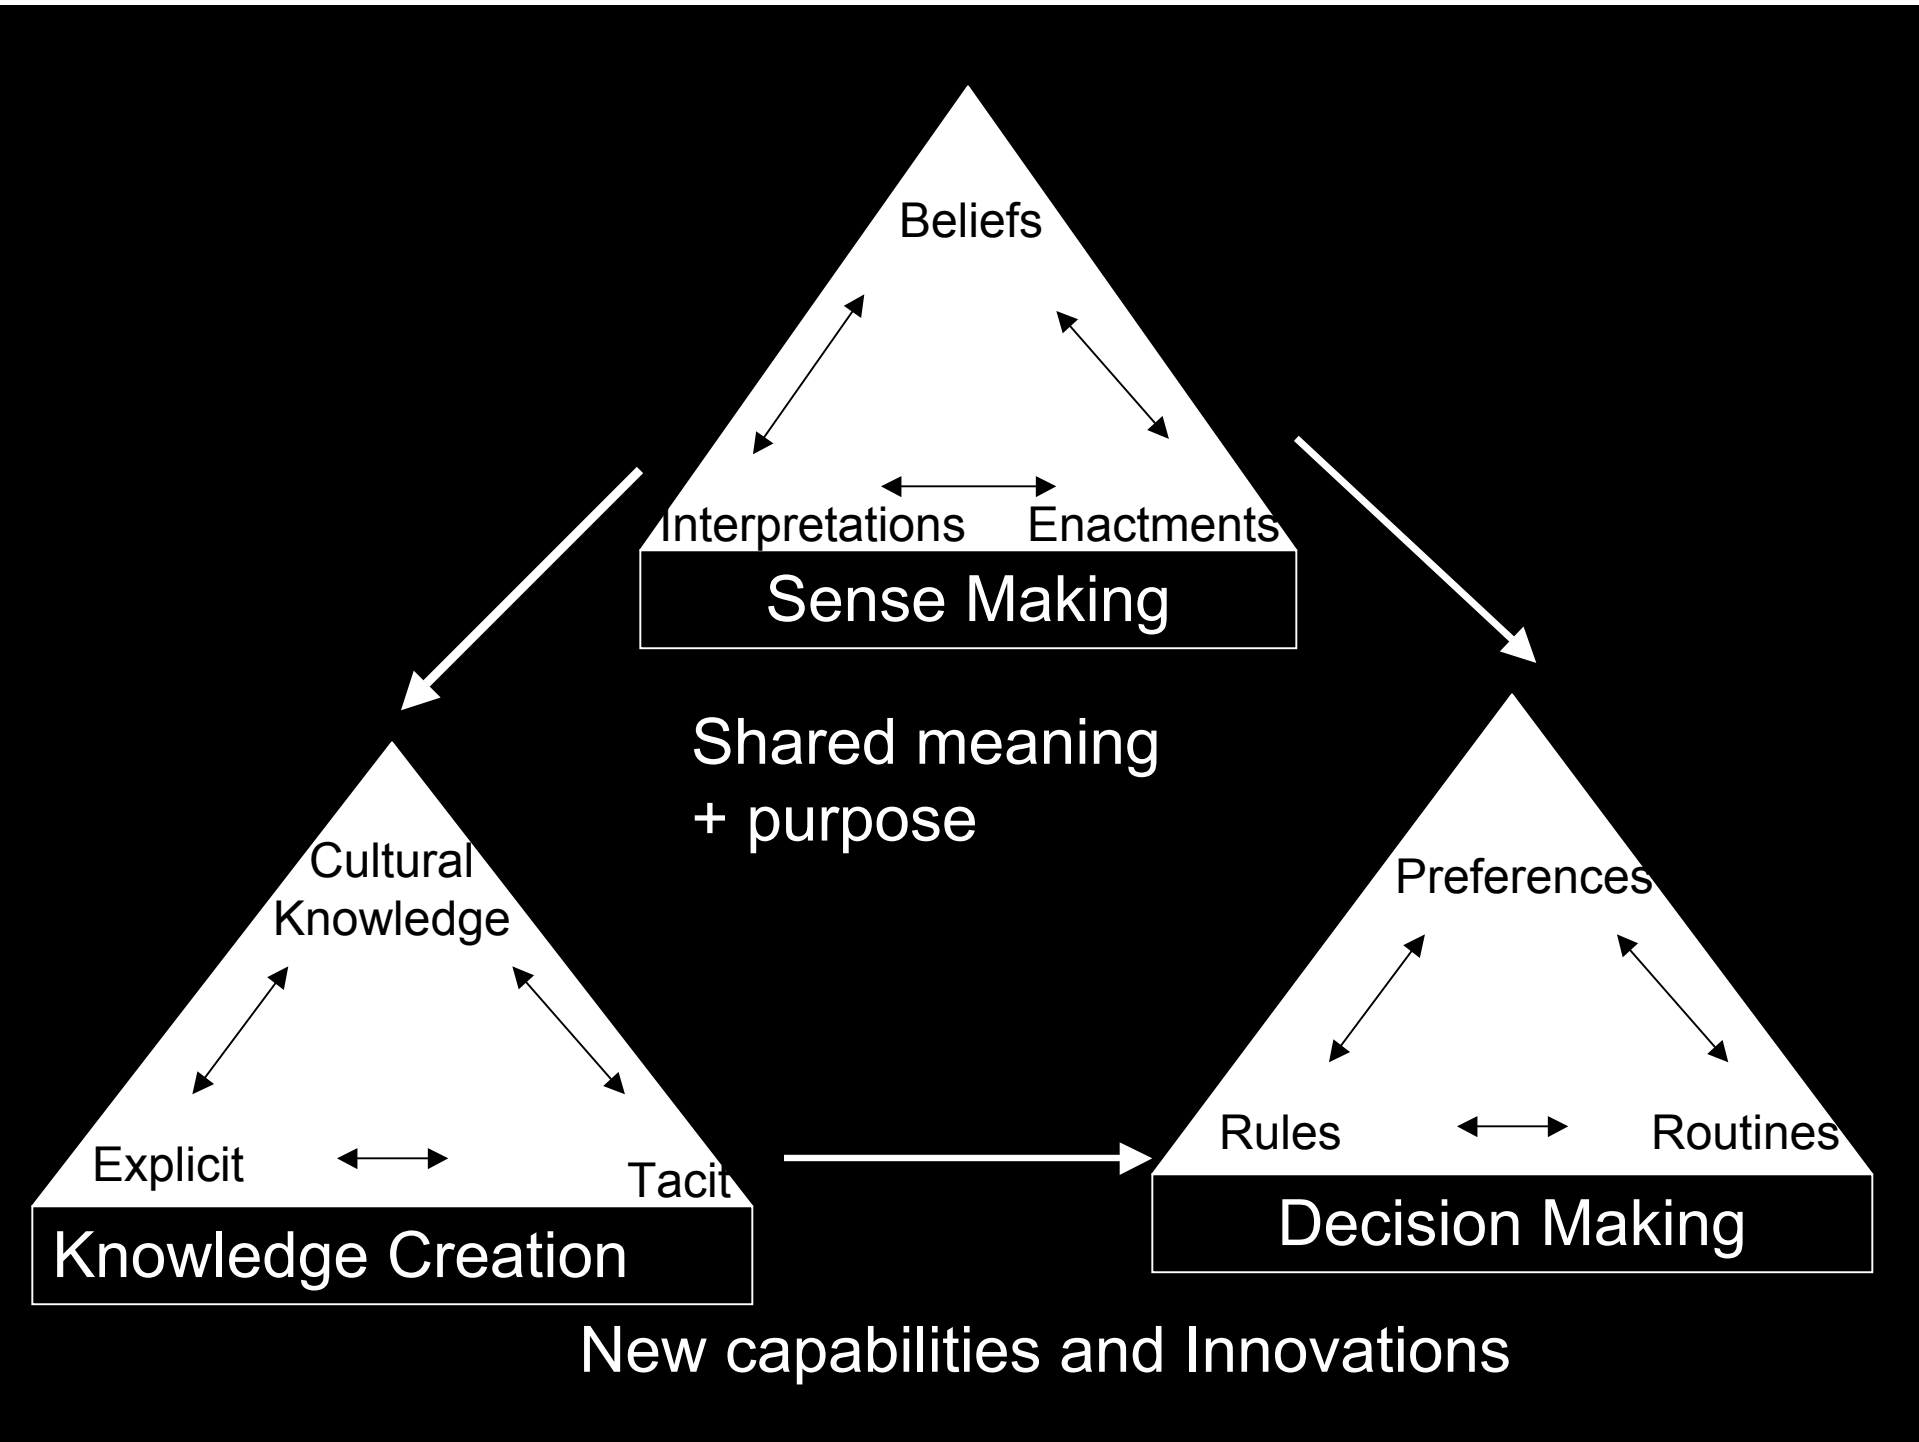 Beliefs
Interpretations
Enactments
Sense Making
Shared meaning
+ purpose
Cultural
Knowledge
Explicit
Tacit
Knowledge Creation
Preferences
Rules
Routines
Decision Making
New capabilities and Innovations